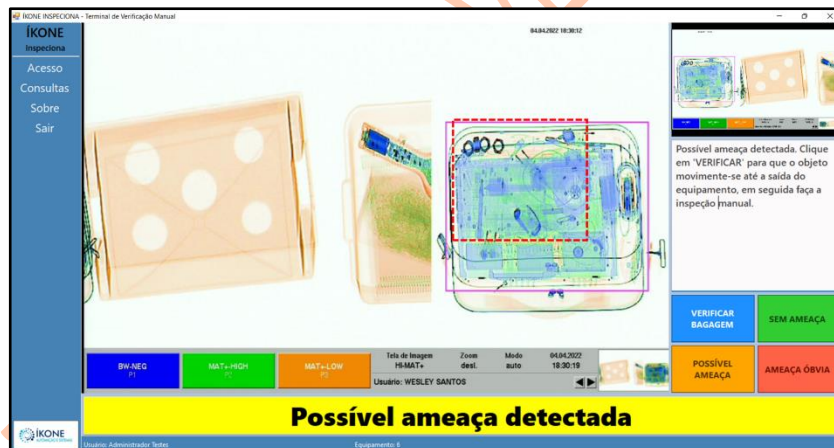 ÍKONE INSPECIONA - Terminal de Verificação Manual
ÍKONE
Inspeciona
Acesso
Consultas
Sobre
Sair
04.04.2022 18:30:12
Possível ameaça detectada. Clique
em 'VERIFICAR' para que o objeto
movimente-se até a saída do
equipamento, em seguida faça a
inspeção manual.
VERIFICAR
BAGAGEM
SEM AMEAÇA
POSSÍVEL
AMEAÇA
AMEAÇA ÓBVIA
BW-NEG
P1
MAT+-HIGH
P2
MAT+-LOW
P3
Tela de Imagem Zoom Modo 04.04.2022
HI-MAT+ desl. auto 18:30:19
Usuário: WESLEY SANTOS
Possível ameaça detectada
ÍKONE
Usuário: Administrador Testes Equipamento: 6